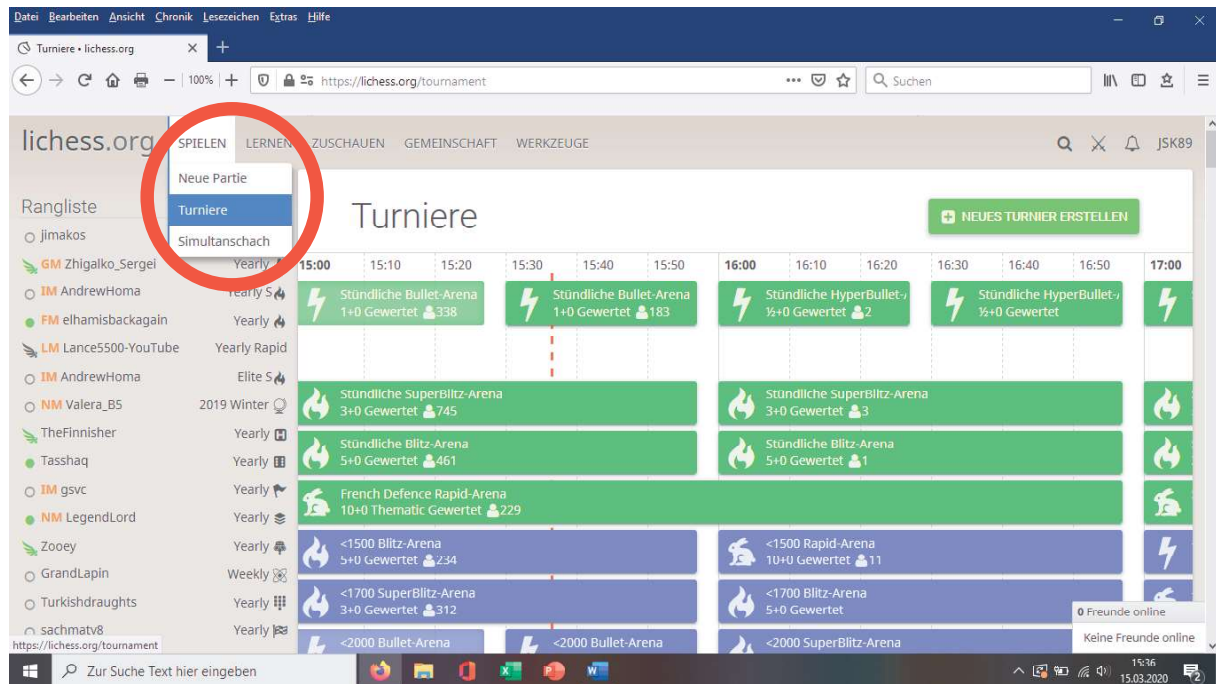 Datei Bearbeiten Ansicht Chronik Lesezeichen Extras Hilfe
Turniere • lichess.org
100%
https://lichess.org/tournament
Suchen
lichess.org SPIELEN LERNEN ZUSCHAUEN GEMEINSCHAFT WERKZEUGE JSK89
Neue Partie
Turniere
Simultanschach
Rangliste
jimakos
GM Zhigalko_Sergei Yearly
IM AndrewHoma Yearly S
FM elhamisbackagain Yearly
LM Lance5500-YouTube Yearly Rapid
IM AndrewHoma Elite S
NM Valera_B5 2019 Winter
TheFinnisher Yearly
Tasshaq Yearly
IM gsvc Yearly
NM LegendLord Yearly
Zooey Yearly
GrandLapin Weekly
Turkishdraughts Yearly
sachmatv8 Yearly
Turniere
NEUES TURNIER ERSTELLEN
15:00 15:10 15:20 15:30 15:40 15:50 16:00 16:10 16:20 16:30 16:40 16:50 17:00
Stündliche Bullet-Arena
1+0 Gewertet 338
Stündliche Bullet-Arena
1+0 Gewertet 183
Stündliche HyperBullet-
½+0 Gewertet 2
Stündliche HyperBullet-
½+0 Gewertet
Stündliche SuperBlitz-Arena
3+0 Gewertet 745
Stündliche SuperBlitz-Arena
3+0 Gewertet 3
Stündliche Blitz-Arena
5+0 Gewertet 461
Stündliche Blitz-Arena
5+0 Gewertet 1
French Defence Rapid-Arena
10+0 Thematic Gewertet 229
<1500 Blitz-Arena
5+0 Gewertet 234
<1500 Rapid-Arena
10+0 Gewertet 11
<1700 SuperBlitz-Arena
3+0 Gewertet 312
<1700 Blitz-Arena
5+0 Gewertet
<2000 Bullet-Arena
<2000 Bullet-Arena
<2000 SuperBlitz-Arena
0 Freunde online
Keine Freunde online
https://lichess.org/tournament
Zur Suche Text hier eingeben
15:36
15.03.2020
2